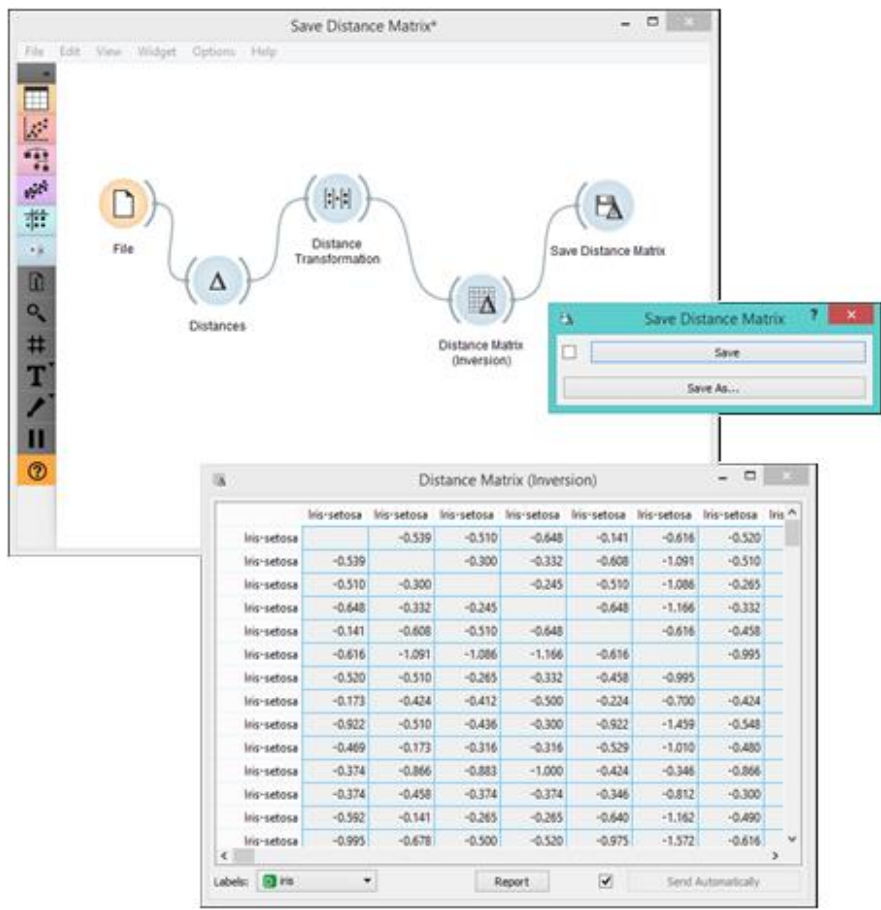 Save Distance Matrix*
File Edit View Widget Options Help
File
Distances
Distance
Transformation
Distance Matrix
(Inversion)
Save Distance Matrix
Save Distance Matrix ? ×
Save
Save As...
Distance Matrix (Inversion)
Iris-setosa Iris-setosa Iris-setosa Iris-setosa Iris-setosa Iris-setosa Iris-setosa Iris
Iris-setosa -0.539 -0.510 -0.648 -0.141 -0.616 -0.520
Iris-setosa -0.539 -0.300 -0.332 -0.608 -1.091 -0.510
Iris-setosa -0.510 -0.300 -0.245 -0.510 -1.086 -0.265
Iris-setosa -0.648 -0.332 -0.245 -0.648 -1.166 -0.332
Iris-setosa -0.141 -0.608 -0.510 -0.648 -0.616 -0.458
Iris-setosa -0.616 -1.091 -1.086 -1.166 -0.616 -0.995
Iris-setosa -0.520 -0.510 -0.265 -0.332 -0.458 -0.995
Iris-setosa -0.173 -0.424 -0.412 -0.500 -0.224 -0.700 -0.424
Iris-setosa -0.922 -0.510 -0.436 -0.300 -0.922 -1.459 -0.548
Iris-setosa -0.469 -0.173 -0.316 -0.316 -0.529 -1.010 -0.480
Iris-setosa -0.374 -0.866 -0.883 -1.000 -0.424 -0.346 -0.866
Iris-setosa -0.374 -0.458 -0.374 -0.374 -0.346 -0.812 -0.300
Iris-setosa -0.592 -0.141 -0.265 -0.265 -0.640 -1.162 -0.490
Iris-setosa -0.995 -0.678 -0.500 -0.520 -0.975 -1.572 -0.616
Labels: iris Report Send Automatically